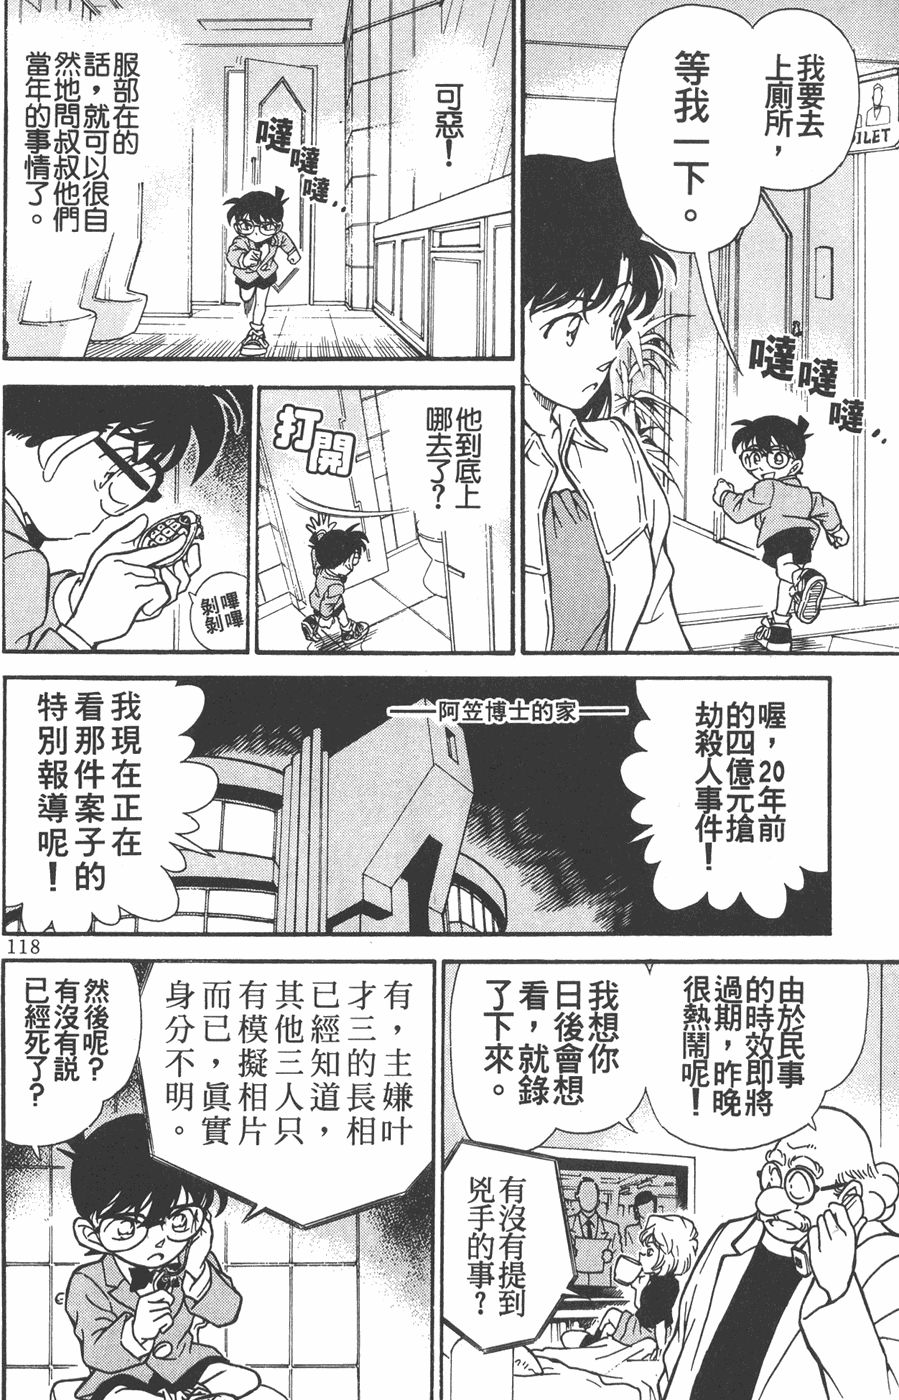 我要去
上廁所，
等我一下。
ILET
噠噠噠..
可惡！
噠噠噠..
服部在的
話，就可以很自
然地問叔叔他們
當年的事情了。
他到底上
哪去了？
打開
嗶嗶
剝剝
阿笠博士的家
喔，20年前
的四億元搶
劫殺人事件！
我現在正在
看那件案子的
特別報導呢！
118
由於民事
的時效即將
過期，昨晚
很熱鬧呢！
我想你
日後會想
看，就錄
了下來。
有沒有提到
兇手的事？
有，主嫌叶
才三的長相
已經知道，
其他三人只
有模擬相片
而已，真實
身分不明。
然後呢？
有沒有說
已經死了？